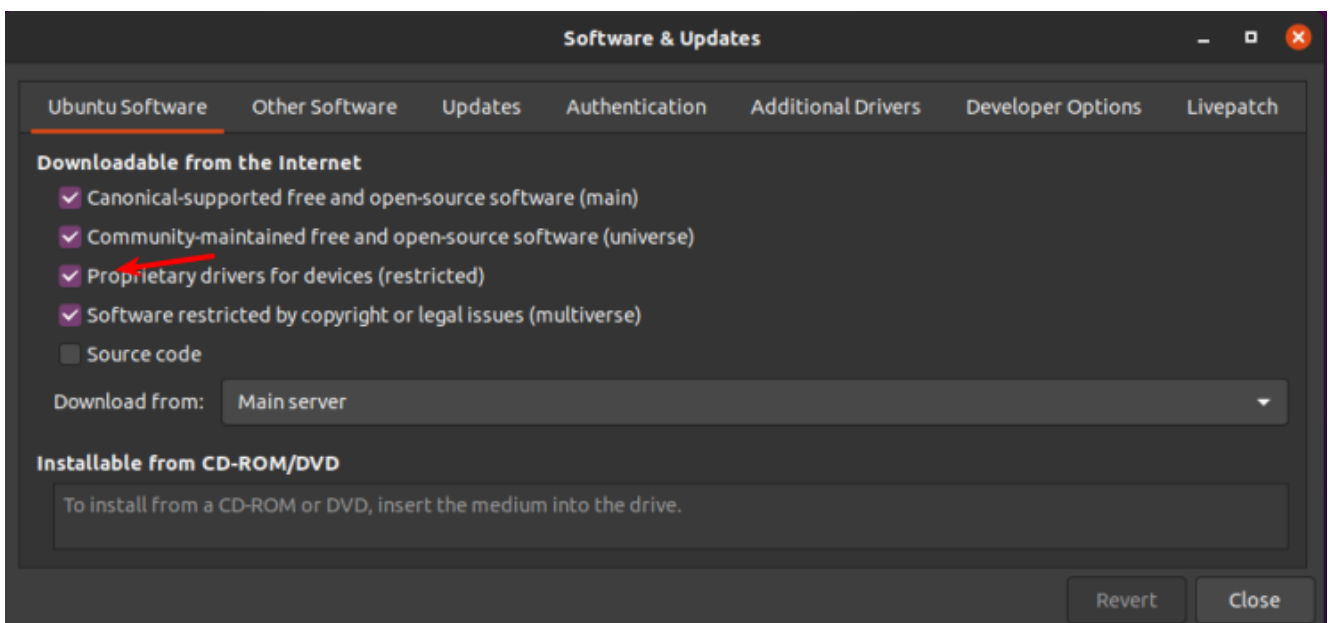 Software & Updates
Ubuntu Software Other Software Updates Authentication Additional Drivers Developer Options Livepatch
Downloadable from the Internet
Canonical-supported free and open-source software (main)
Community-maintained free and open-source software (universe)
Proprietary drivers for devices (restricted)
Software restricted by copyright or legal issues (multiverse)
Source code
Download from: Main server
Installable from CD-ROM/DVD
To install from a CD-ROM or DVD, insert the medium into the drive.
Revert Close